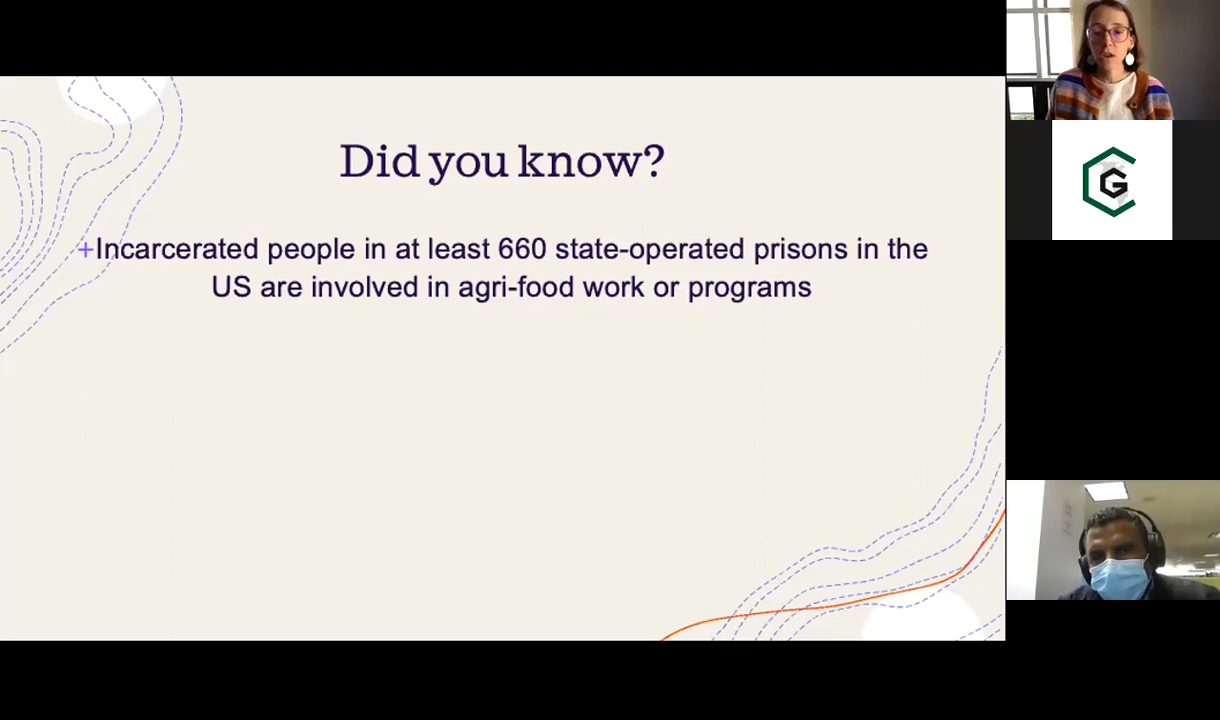 Did you know?
+Incarcerated people in at least 660 state-operated prisons in the
US are involved in agri-food work or programs
G